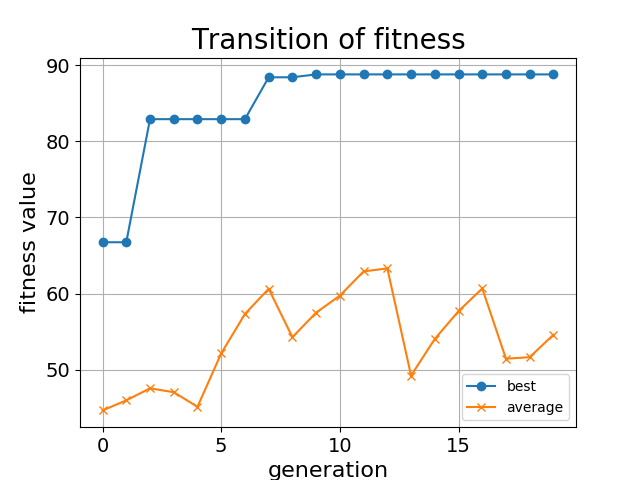 Transition of fitness
90
80
70
60
50
fitness value
0 5 10 15
generation
best
average